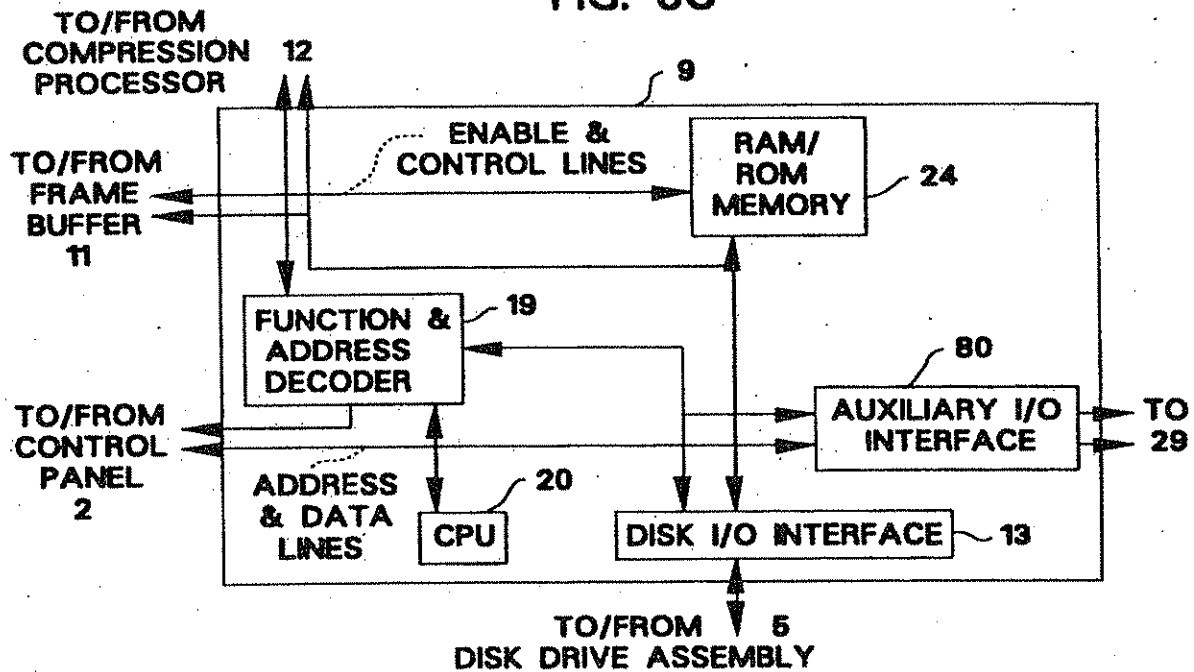 TO/FROM
COMPRESSION 12
PROCESSOR
9
ENABLE &
CONTROL LINES
RAM/
ROM
MEMORY
24
TO/FROM
FRAME
BUFFER
11
FUNCTION &
ADDRESS
DECODER
19
80
AUXILIARY I/O
INTERFACE
TO
29
TO/FROM
CONTROL
PANEL
2
ADDRESS
& DATA
LINES
20
CPU
DISK I/O INTERFACE
13
TO/FROM 5
DISK DRIVE ASSEMBLY